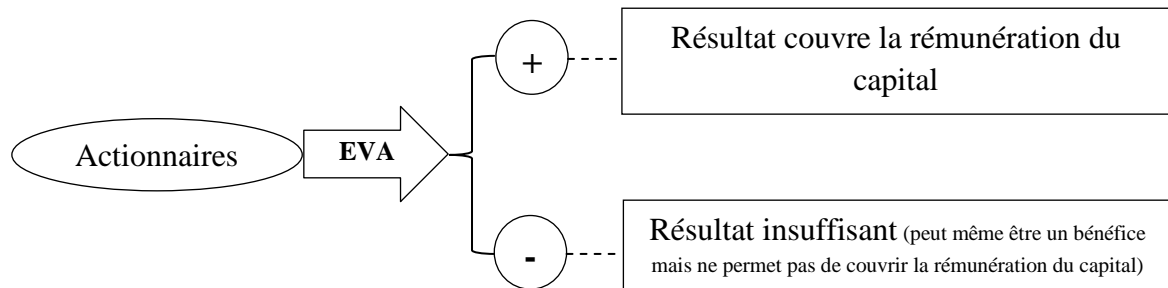 Résultat couvre la rémunération du
capital
+
Actionnaires
EVA
-
Résultat insuffisant (peut même être un bénéfice
mais ne permet pas de couvrir la rémunération du capital)